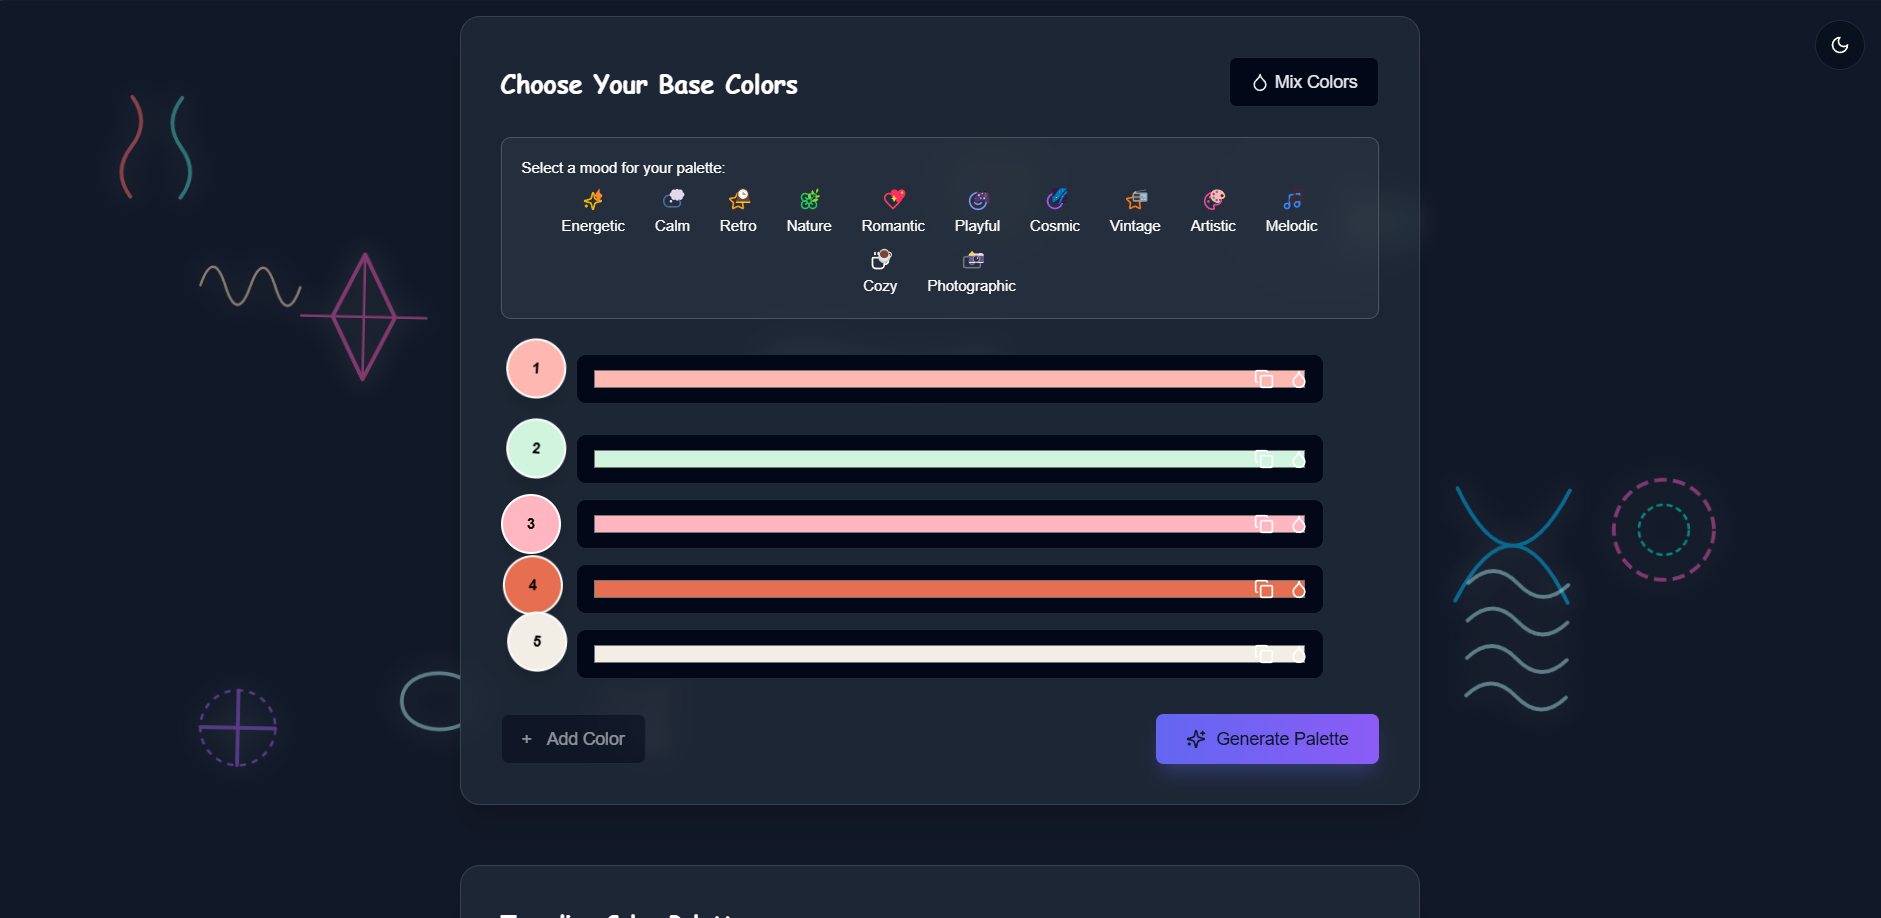 Choose Your Base Colors
Mix Colors
Select a mood for your palette:
Energetic Calm Retro Nature Romantic Playful Cosmic Vintage Artistic Melodic
Cozy Photographic
1
2
3
4
5
+ Add Color
Generate Palette